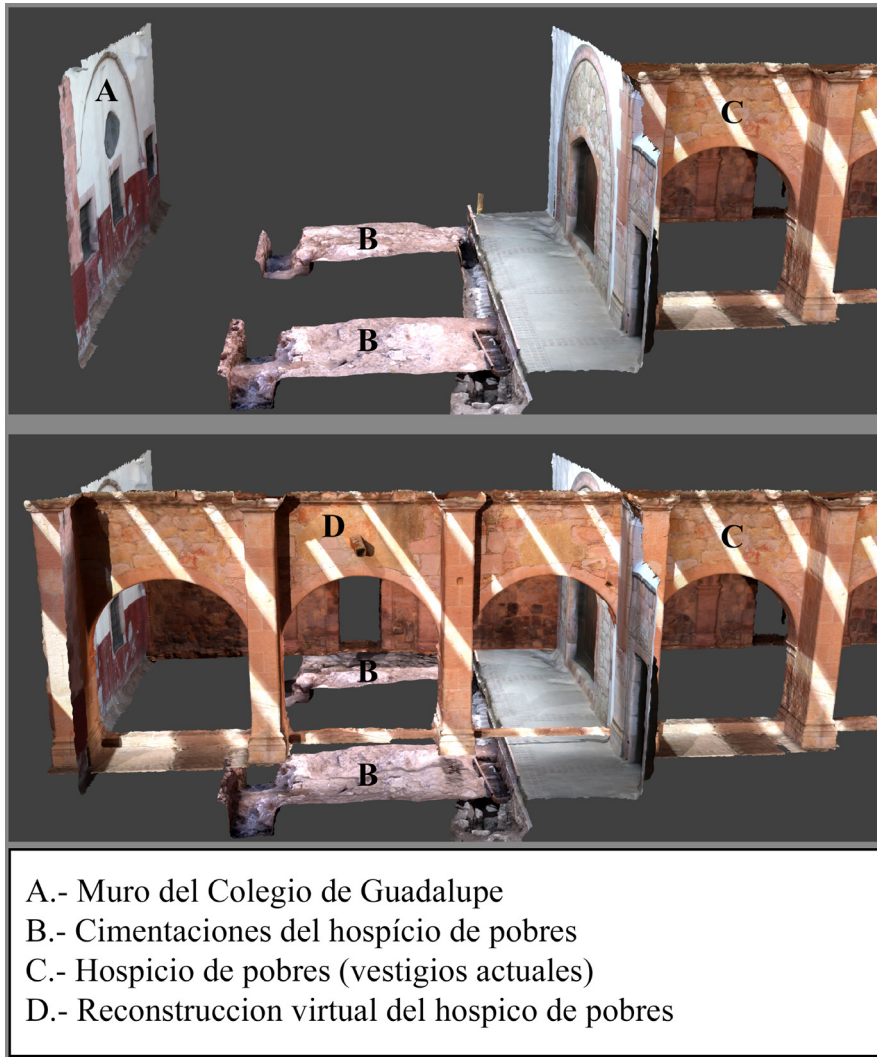 A
B
B
C
D
C
B
B
A.- Muro del Colegio de Guadalupe
B.- Cimentaciones del hospício de pobres
C.- Hospicio de pobres (vestigios actuales)
D.- Reconstruccion virtual del hospico de pobres